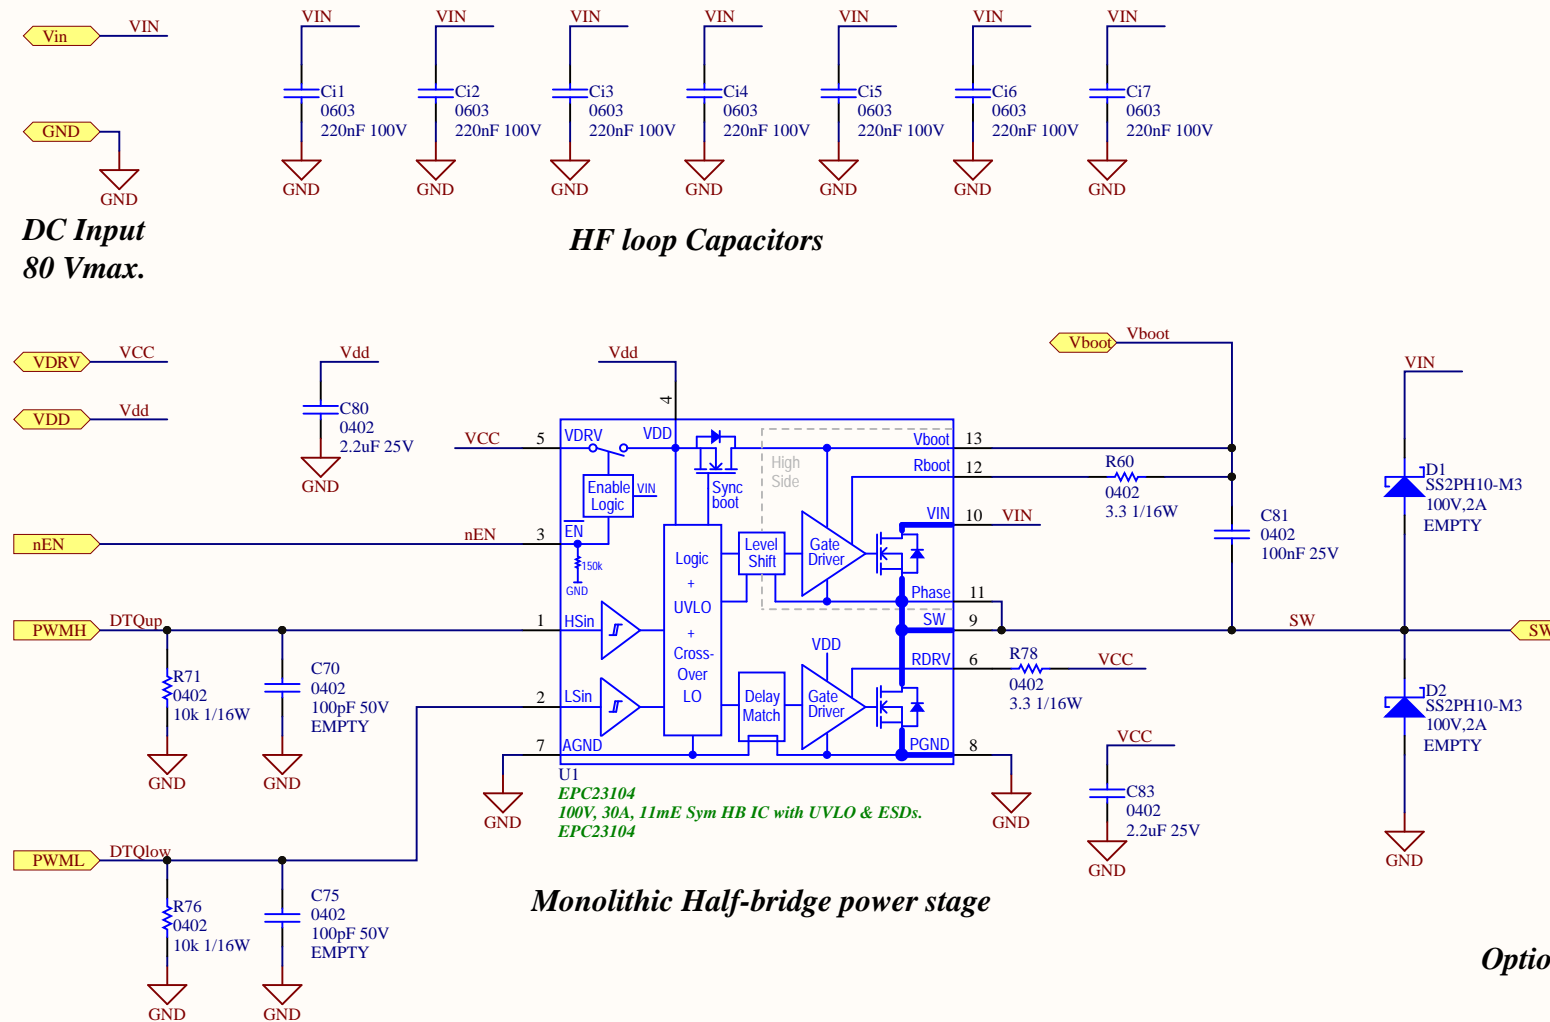 Vin
VIN
GND
GND
DC Input
80 Vmax.
VIN
Ci1
0603
220nF 100V
GND
VIN
Ci2
0603
220nF 100V
GND
VIN
Ci3
0603
220nF 100V
GND
VIN
Ci4
0603
220nF 100V
GND
VIN
Ci5
0603
220nF 100V
GND
VIN
Ci6
0603
220nF 100V
GND
VIN
Ci7
0603
220nF 100V
GND
HF loop Capacitors
VDRV
VCC
VDD
Vdd
Vdd
C80
0402
2.2uF 25V
GND
nEN
nEN
PWMH
DTQup
R71
0402
10k 1/16W
GND
C70
0402
100pF 50V
EMPTY
GND
PWML
DTQlow
R76
0402
10k 1/16W
GND
C75
0402
100pF 50V
EMPTY
GND
Vdd
4
VCC
5
VDRV
VDD
Enable
Logic
VIN
Sync
boot
3
EN
150k
GND
1
HSin
2
LSin
7
AGND
GND
Logic
+
UVLO
+
Cross-
Over
LO
High
Side
Level
Shift
Gate
Driver
Delay
Match
VDD
Gate
Driver
Vboot
13
Rboot
12
VIN
10
VIN
Phase
11
SW
9
RDRV
6
PGND
8
GND
U1
EPC23104
100V, 30A, 11mE Sym HB IC with UVLO & ESDs.
EPC23104
Monolithic Half-bridge power stage
Vboot
Vboot
R60
0402
3.3 1/16W
C81
0402
100nF 25V
R78
0402
3.3 1/16W
VCC
VCC
C83
0402
2.2uF 25V
GND
SW
SW
VIN
D1
SS2PH10-M3
100V,2A
EMPTY
D2
SS2PH10-M3
100V,2A
EMPTY
GND
Optio